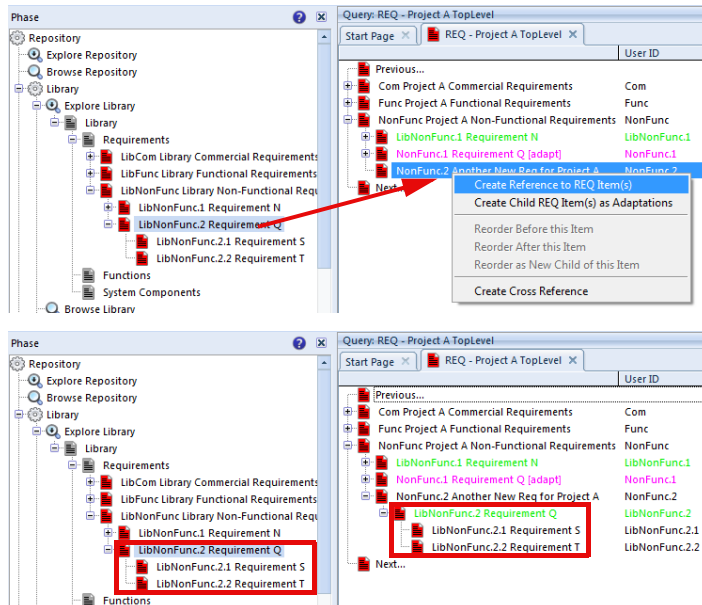 Phase
Repository
Explore Repository
Browse Repository
Library
Explore Library
Library
Requirements
LibCom Library Commercial Requirements
LibFunc Library Functional Requirements
LibNonFunc Library Non-Functional Requ
LibNonFunc.1 Requirement N
LibNonFunc.2 Requirement Q
LibNonFunc.2.1 Requirement S
LibNonFunc.2.2 Requirement T
Functions
System Components
Browse Library
Query: REQ - Project A TopLevel
Start Page
REQ - Project A TopLevel
User ID
Previous...
Com Project A Commercial Requirements Com
Func Project A Functional Requirements Func
NonFunc Project A Non-Functional Requirements NonFunc
LibNonFunc.1 Requirement N LibNonFunc.1
NonFunc.1 Requirement Q [adapt] NonFunc.1
NonFunc.2 Another New Req for Project A NonFunc.2
Next...
Create Reference to REQ Item(s)
Create Child REQ Item(s) as Adaptations
Reorder Before this Item
Reorder After this Item
Reorder as New Child of this Item
Create Cross Reference
Phase
Repository
Explore Repository
Browse Repository
Library
Explore Library
Library
Requirements
LibCom Library Commercial Requirements
LibFunc Library Functional Requirements
LibNonFunc Library Non-Functional Requ
LibNonFunc.1 Requirement N
LibNonFunc.2 Requirement Q
LibNonFunc.2.1 Requirement S
LibNonFunc.2.2 Requirement T
Functions
Query: REQ - Project A TopLevel
Start Page
REQ - Project A TopLevel
User ID
Previous...
Com Project A Commercial Requirements Com
Func Project A Functional Requirements Func
NonFunc Project A Non-Functional Requirements NonFunc
LibNonFunc.1 Requirement N LibNonFunc.1
NonFunc.1 Requirement Q [adapt] NonFunc.1
NonFunc.2 Another New Req for Project A NonFunc.2
LibNonFunc.2 Requirement Q LibNonFunc.2
LibNonFunc.2.1 Requirement S LibNonFunc.2.1
LibNonFunc.2.2 Requirement T LibNonFunc.2.2
Next...